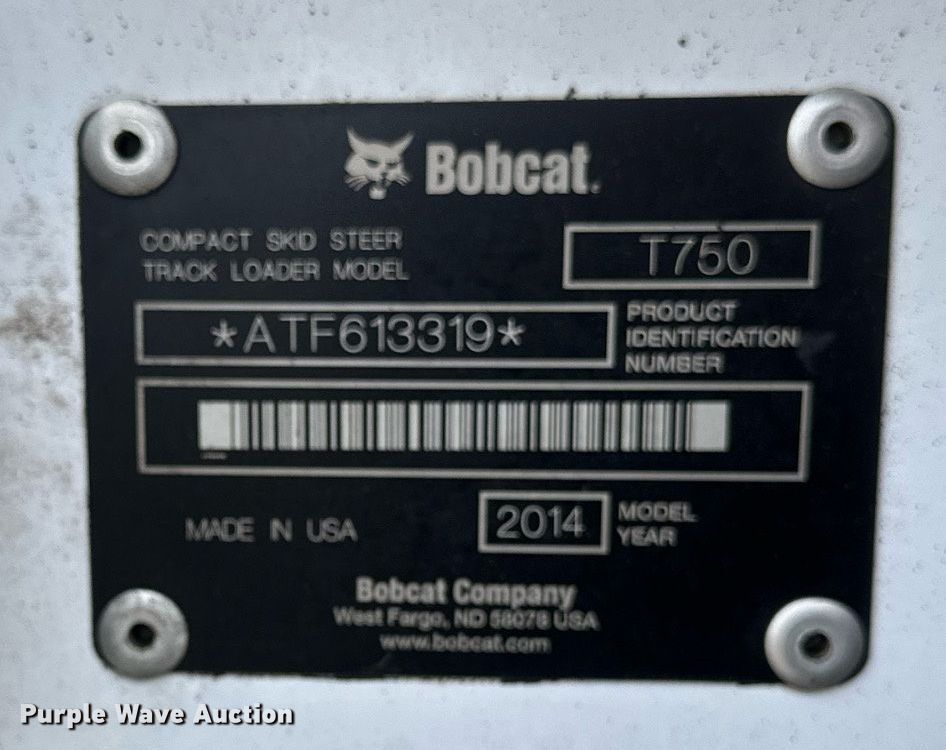 Bobcat.
COMPACT SKID STEER
TRACK LOADER MODEL
T750
*ATF613319*
PRODUCT
IDENTIFICATION
NUMBER
MADE IN USA
2014
MODEL
YEAR
Bobcat Company
West Fargo, ND 58078 USA
www.bobcat.com
Purple Wave Auction